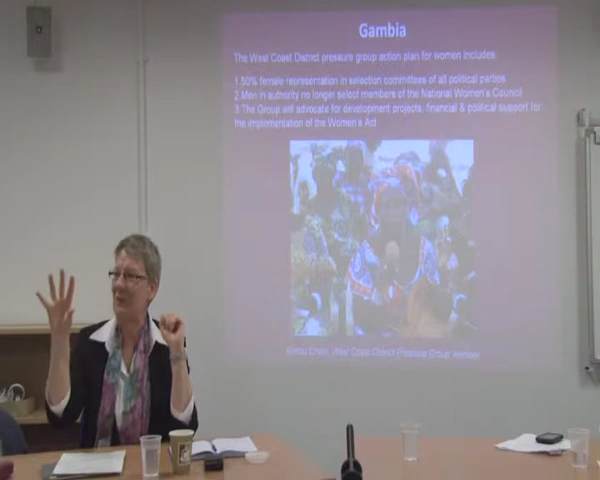 Gambia
The West Coast District pressure group action plan for women includes:
1.50% female representation in selection committees of all political parties
2.Men in authority no longer select members of the National Women's Council
3.The Group will advocate for development projects, financial & political support for
the implementation of the Women's Act
West Coast District Pressure Group member